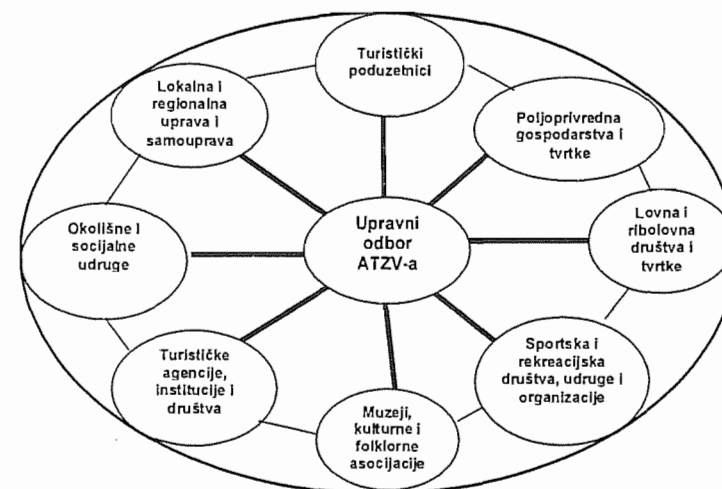 Turistički
poduzetnici
Lokalna i
regionalna
uprava i
samouprava
Poljoprivredna
gospodarstva i
tvrtke
Okolišne i
socijalne
udruge
Upravni
odbor
ATZV-a
Lovna i
ribolovna
društva i
tvrtke
Turističke
agencije,
institucije i
društva
Sportska i
rekreacijska
društva, udruge i
organizacije
Muzeji,
kulturne i
folklorne
asocijacije